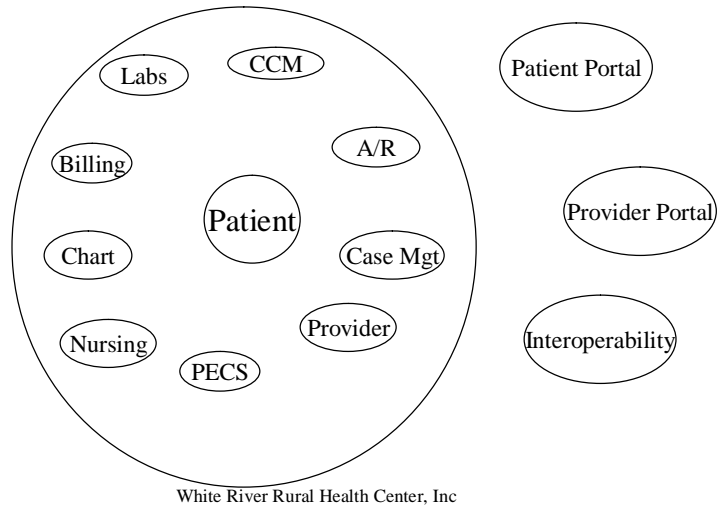 Labs
CCM
Patient Portal
Billing
A/R
Patient
Provider Portal
Chart
Case Mgt
Nursing
Provider
Interoperability
PECS
White River Rural Health Center, Inc